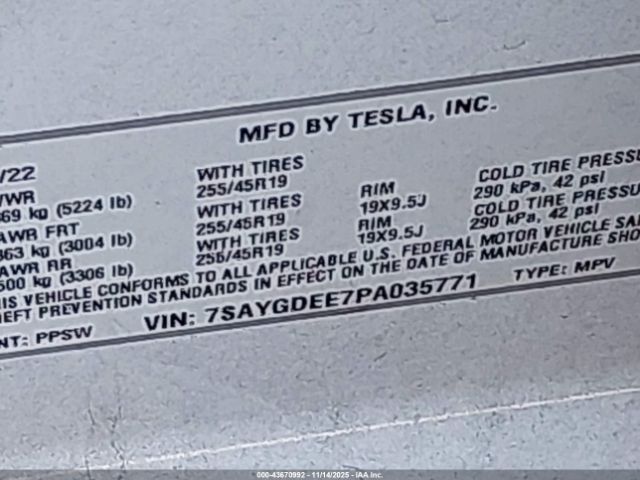 MFD BY TESLA, INC.
/22
WITH TIRES
255/45R19
RIM
19X9.5J
COLD TIRE PRESSU
290 kPa, 42 psi
69 kg (5224 lb)
AWR FRT
WITH TIRES
255/45R19
RIM
19X9.5J
COLD TIRE PRESSU
290 kPa, 42 psi
363 kg (3004 lb)
AWR RR
WITH TIRES
255/45R19
500 kg (3306 lb)
IS VEHICLE CONFORMS TO ALL APPLICABLE U.S. FEDERAL MOTOR VEHICLE SA
EFT PREVENTION STANDARDS IN EFFECT ON THE DATE OF MANUFACTURE SHO
NT: PPSW
VIN: 7SAYGDEE7PA035771
TYPE: MPV
00-43670992 - 11/14/2025 - IAA Inc.